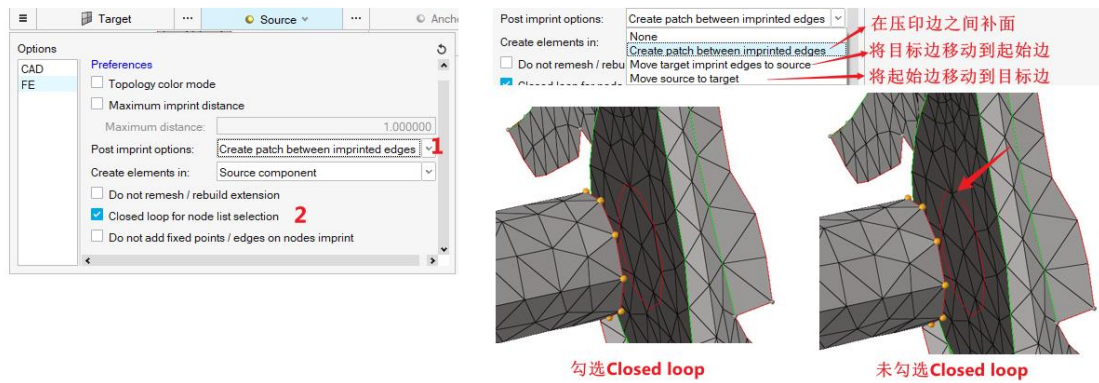 Target
Source
Ancho
Options
CAD
FE
Preferences
Topology color mode
Maximum imprint distance
Maximum distance:
1.000000
Post imprint options:
Create patch between imprinted edges
1
Create elements in:
Source component
Do not remesh / rebuild extension
Closed loop for node list selection
2
Do not add fixed points / edges on nodes imprint
Post imprint options:
Create patch between imprinted edges
Create elements in:
None
Create patch between imprinted edges
Do not remesh / rebu
Move target imprint edges to source
Move source to target
在压印边之间补面
将目标边移动到起始边
将起始边移动到目标边
勾选Closed loop
未勾选Closed loop